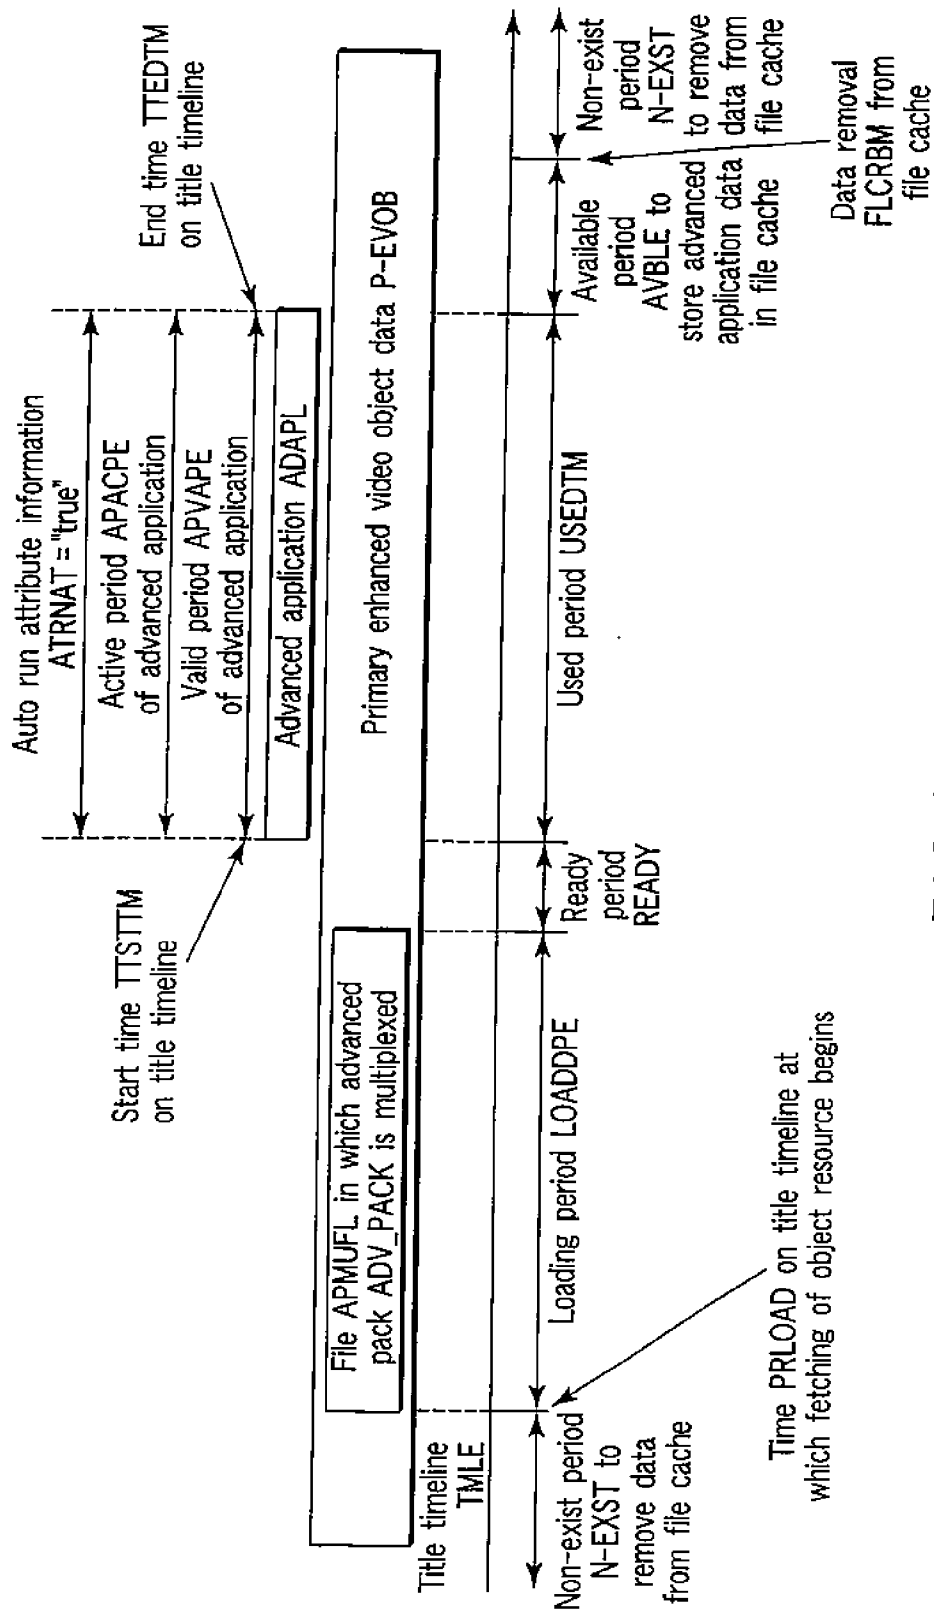 Auto run attribute information
ATRNAT = "true"
Active period APACPE
of advanced application
Valid period APVAPE
of advanced application
Start time TTSTTM
on title timeline
End time TTEDTM
on title timeline
Advanced application ADAPL
Primary enhanced video object data P-EVOB
File APMUFL in which advanced
pack ADV_PACK is multiplexed
Title timeline
TMLE
Non-exist period
N-EXST to
remove data
from file cache
Loading period LOADDPE
Ready
period
READY
Used period USEDTM
Available
period
AVBLE to
store advanced
application data
in file cache
Non-exist
period
N-EXST
to remove
data from
file cache
Time PRLOAD on title timeline at
which fetching of object resource begins
Data removal
FLCRBM from
file cache